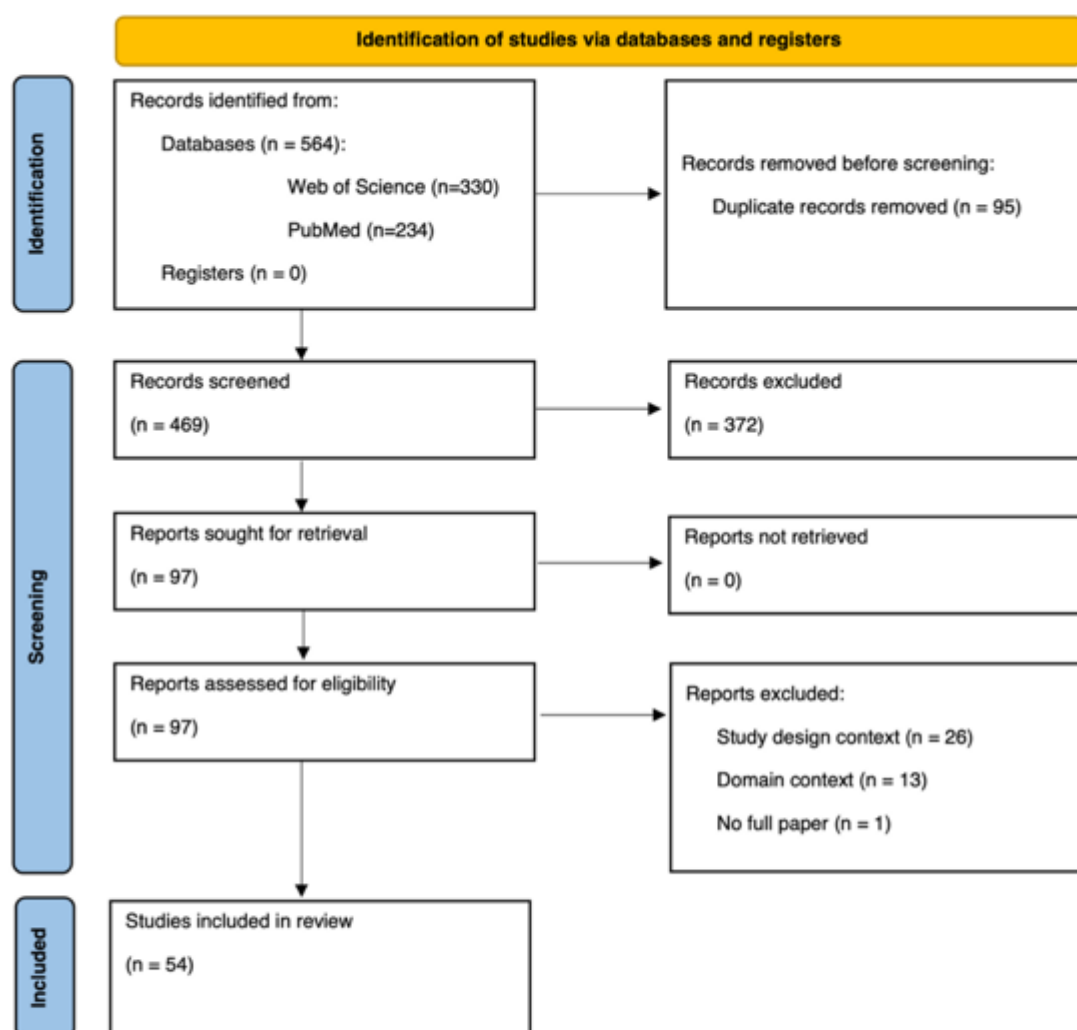 Identification of studies via databases and registers
Identification
Records identified from:
Databases (n = 564):
Web of Science (n=330)
PubMed (n=234)
Registers (n = 0)
Records removed before screening:
Duplicate records removed (n = 95)
Screening
Records screened
(n = 469)
Records excluded
(n = 372)
Reports sought for retrieval
(n = 97)
Reports not retrieved
(n = 0)
Reports assessed for eligibility
(n = 97)
Reports excluded:
Study design context (n = 26)
Domain context (n = 13)
No full paper (n = 1)
Included
Studies included in review
(n = 54)